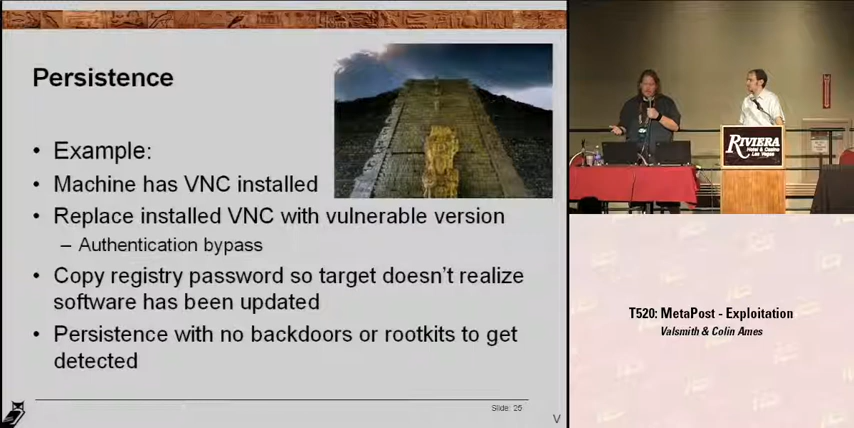 Persistence
• Example:
• Machine has VNC installed
• Replace installed VNC with vulnerable version
– Authentication bypass
• Copy registry password so target doesn't realize
software has been updated
• Persistence with no backdoors or rootkits to get
detected
Slide: 25
V
RIVIERA
Hotel & Casino
Las Vegas
T520: MetaPost - Exploitation
Valsmith & Colin Ames